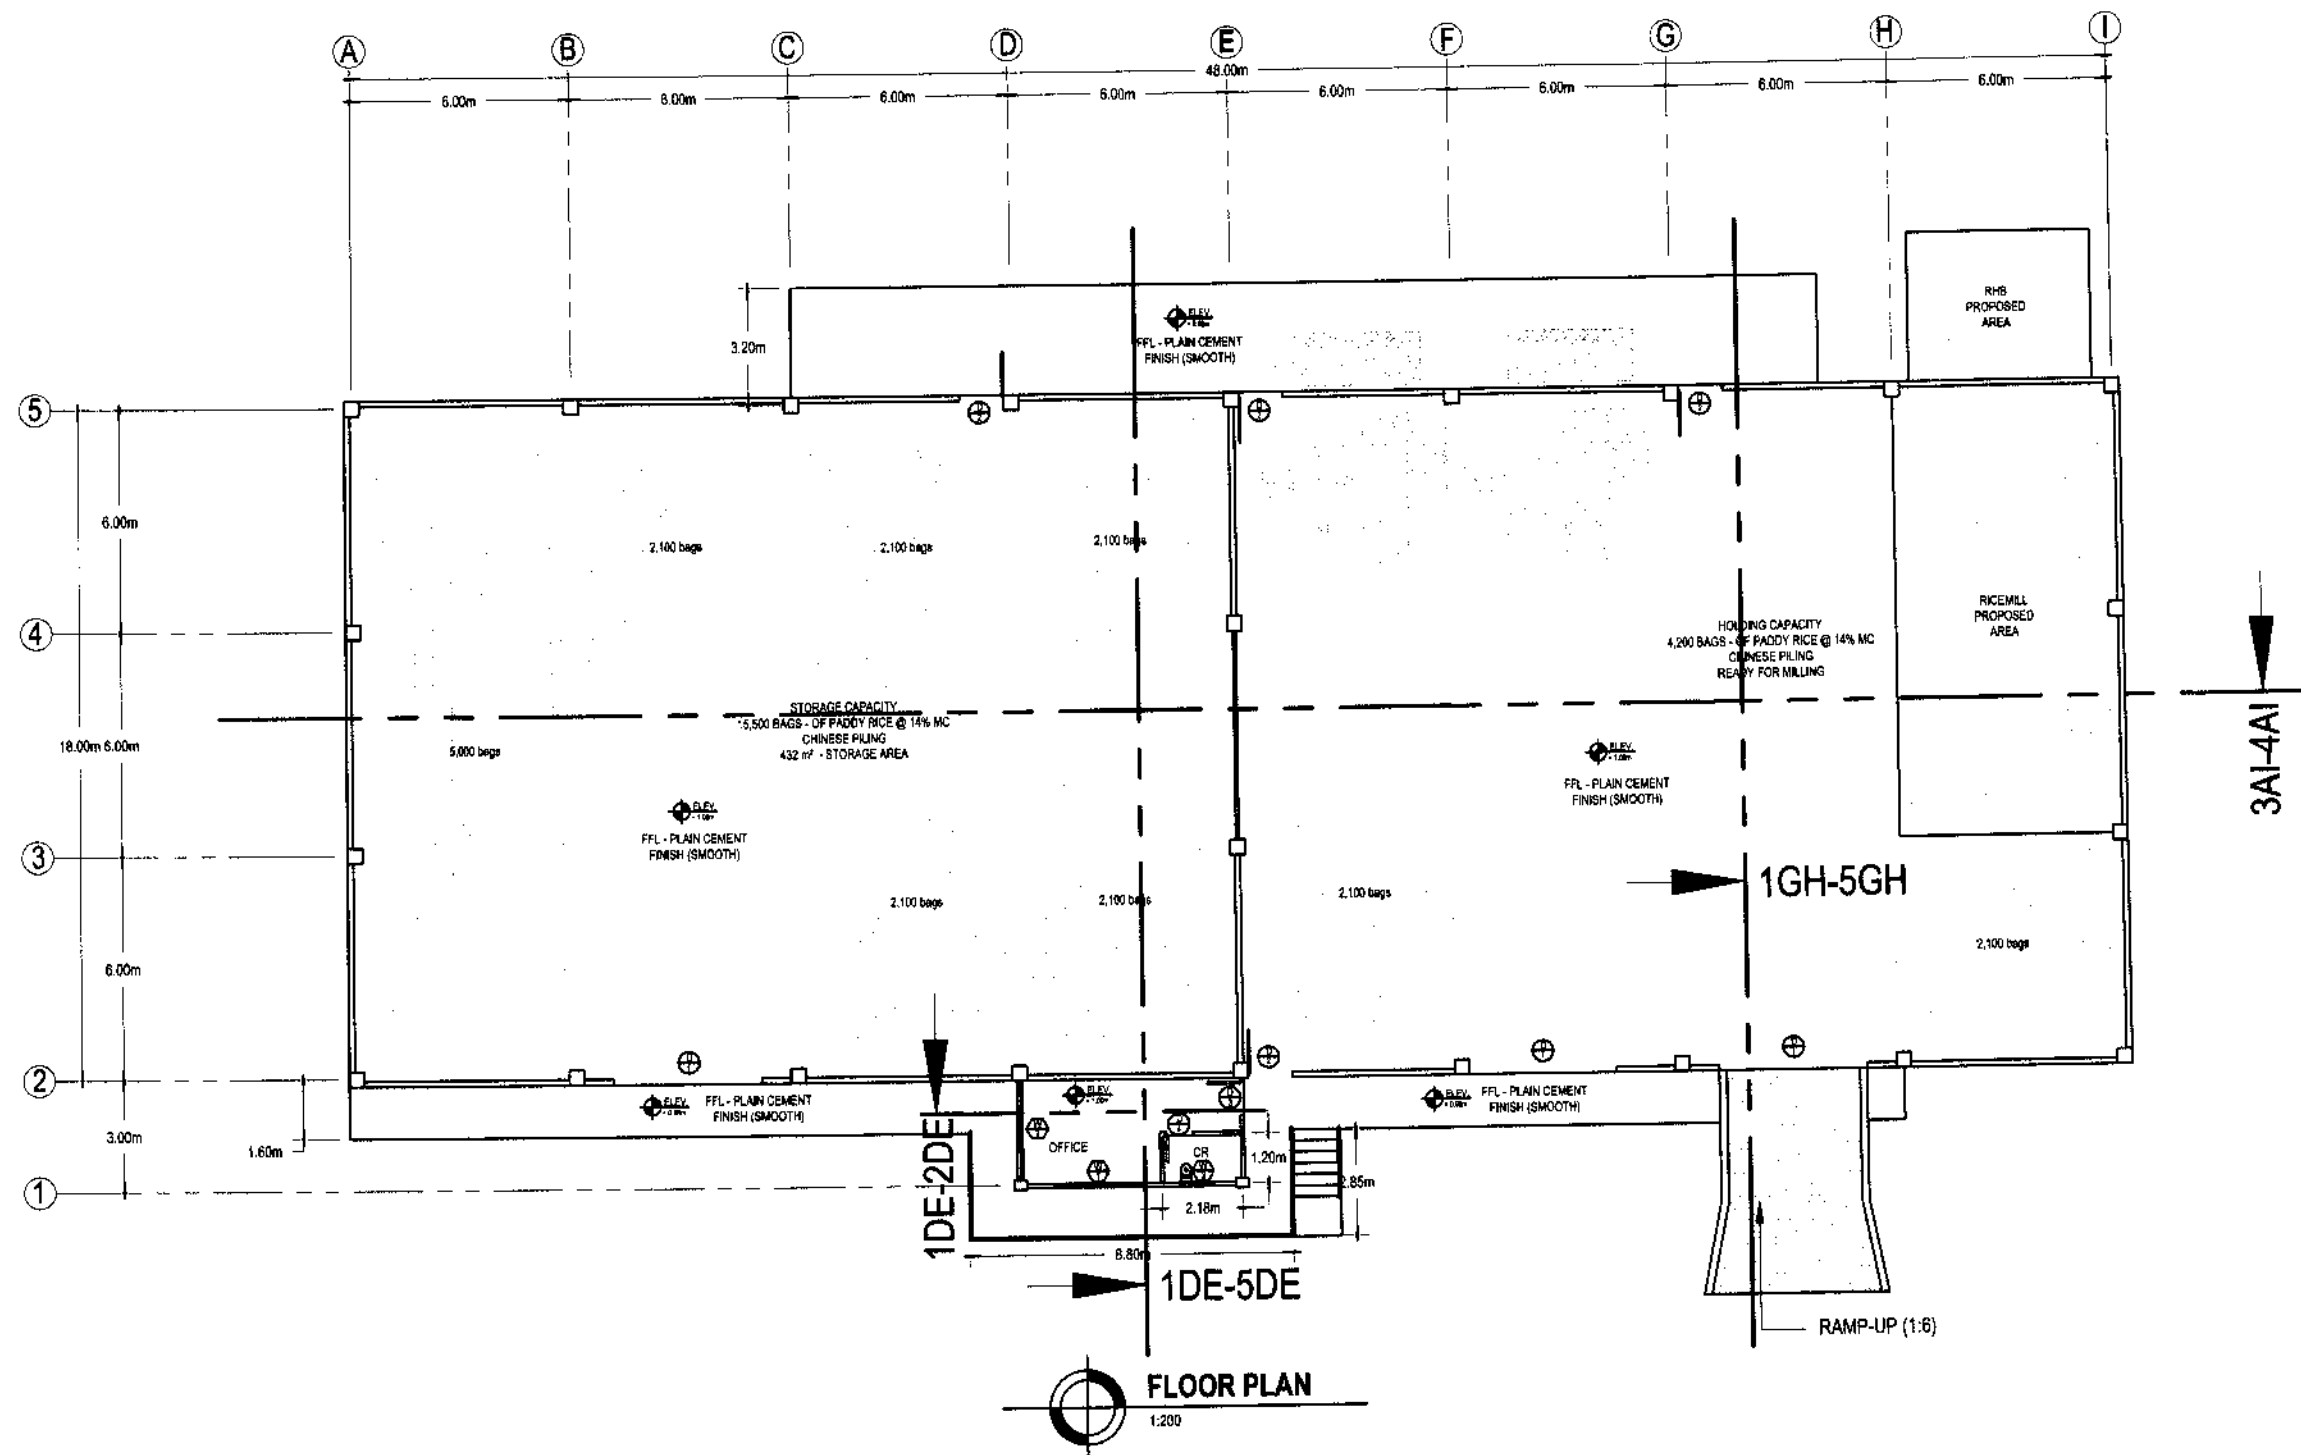 A
B
C
D
E
F
G
H
I
48.00m
6.00m
6.00m
6.00m
6.00m
6.00m
6.00m
6.00m
6.00m
RHB
PROPOSED
AREA
3.20m
ELEV.
FFL - PLAIN CEMENT
FINISH (SMOOTH)
5
6.00m
2,100 bags
2,100 bags
2,100 bags
4
RICEMILL
PROPOSED
AREA
HOLDING CAPACITY
4,200 BAGS - OF PADDY RICE @ 14% MC
CHINESE PILING
READY FOR MILLING
STORAGE CAPACITY
15,500 BAGS - OF PADDY RICE @ 14% MC
CHINESE PILING
432 m² - STORAGE AREA
18.00m
6.00m
5,000 bags
3AI-4AI
ELEV.
FFL - PLAIN CEMENT
FINISH (SMOOTH)
ELEV.
FFL - PLAIN CEMENT
FINISH (SMOOTH)
3
1GH-5GH
2,100 bags
2,100 bags
2,100 bags
2,100 bags
6.00m
2
ELEV.
FFL - PLAIN CEMENT
FINISH (SMOOTH)
ELEV.
ELEV.
FFL - PLAIN CEMENT
FINISH (SMOOTH)
3.00m
1.60m
1DE-2DE
OFFICE
CR
1.20m
2.85m
1
2.18m
6.80m
1DE-5DE
RAMP-UP (1:6)
FLOOR PLAN
1:200